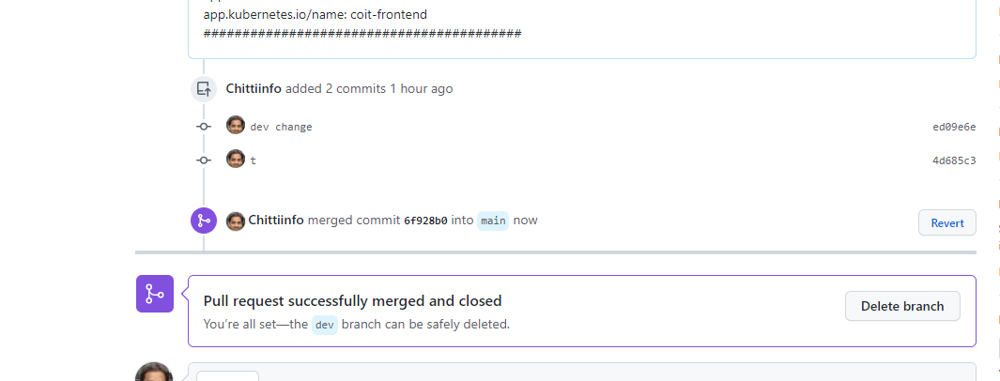 app.kubernetes.io/name: coit-frontend
#########################################
Chittiinfo added 2 commits 1 hour ago
dev change ed09e6e
t 4d685c3
Chittiinfo merged commit 6f928b0 into main now
Revert
Pull request successfully merged and closed
Delete branch
You’re all set—the dev branch can be safely deleted.